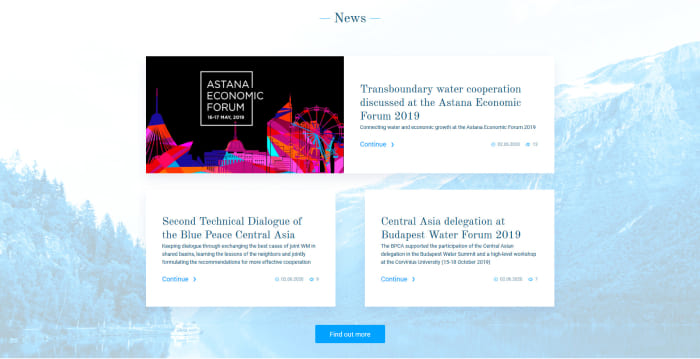 News
ASTANA
ECONOMIC
FORUM
16-17 MAY, 2019
Transboundary water cooperation
discussed at the Astana Economic
Forum 2019
Connecting water and economic growth at the Astana Economic Forum 2019
Continue
02.06.2020 12
Second Technical Dialogue of
the Blue Peace Central Asia
Keeping dialogue through exchanging the best cases of joint WM in
shared basins, learning the lessons of the neighbors and jointly
formulating the recommendations for more effective cooperation
Continue
02.06.2020 9
Central Asia delegation at
Budapest Water Forum 2019
The BPCA supported the participation of the Central Asian
delegation in the Budapest Water Summit and a high-level workshop
at the Corvinius University (15-18 October 2019)
Continue
02.06.2020 7
Find out more